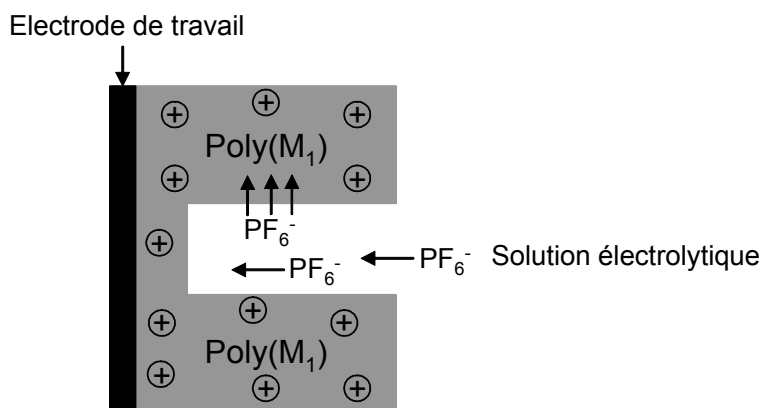 Electrode de travail
+ + +
Poly(M₁)
+ +
PF₆⁻
+
PF₆⁻
PF₆⁻ Solution électrolytique
+ + +
Poly(M₁)
+ + +